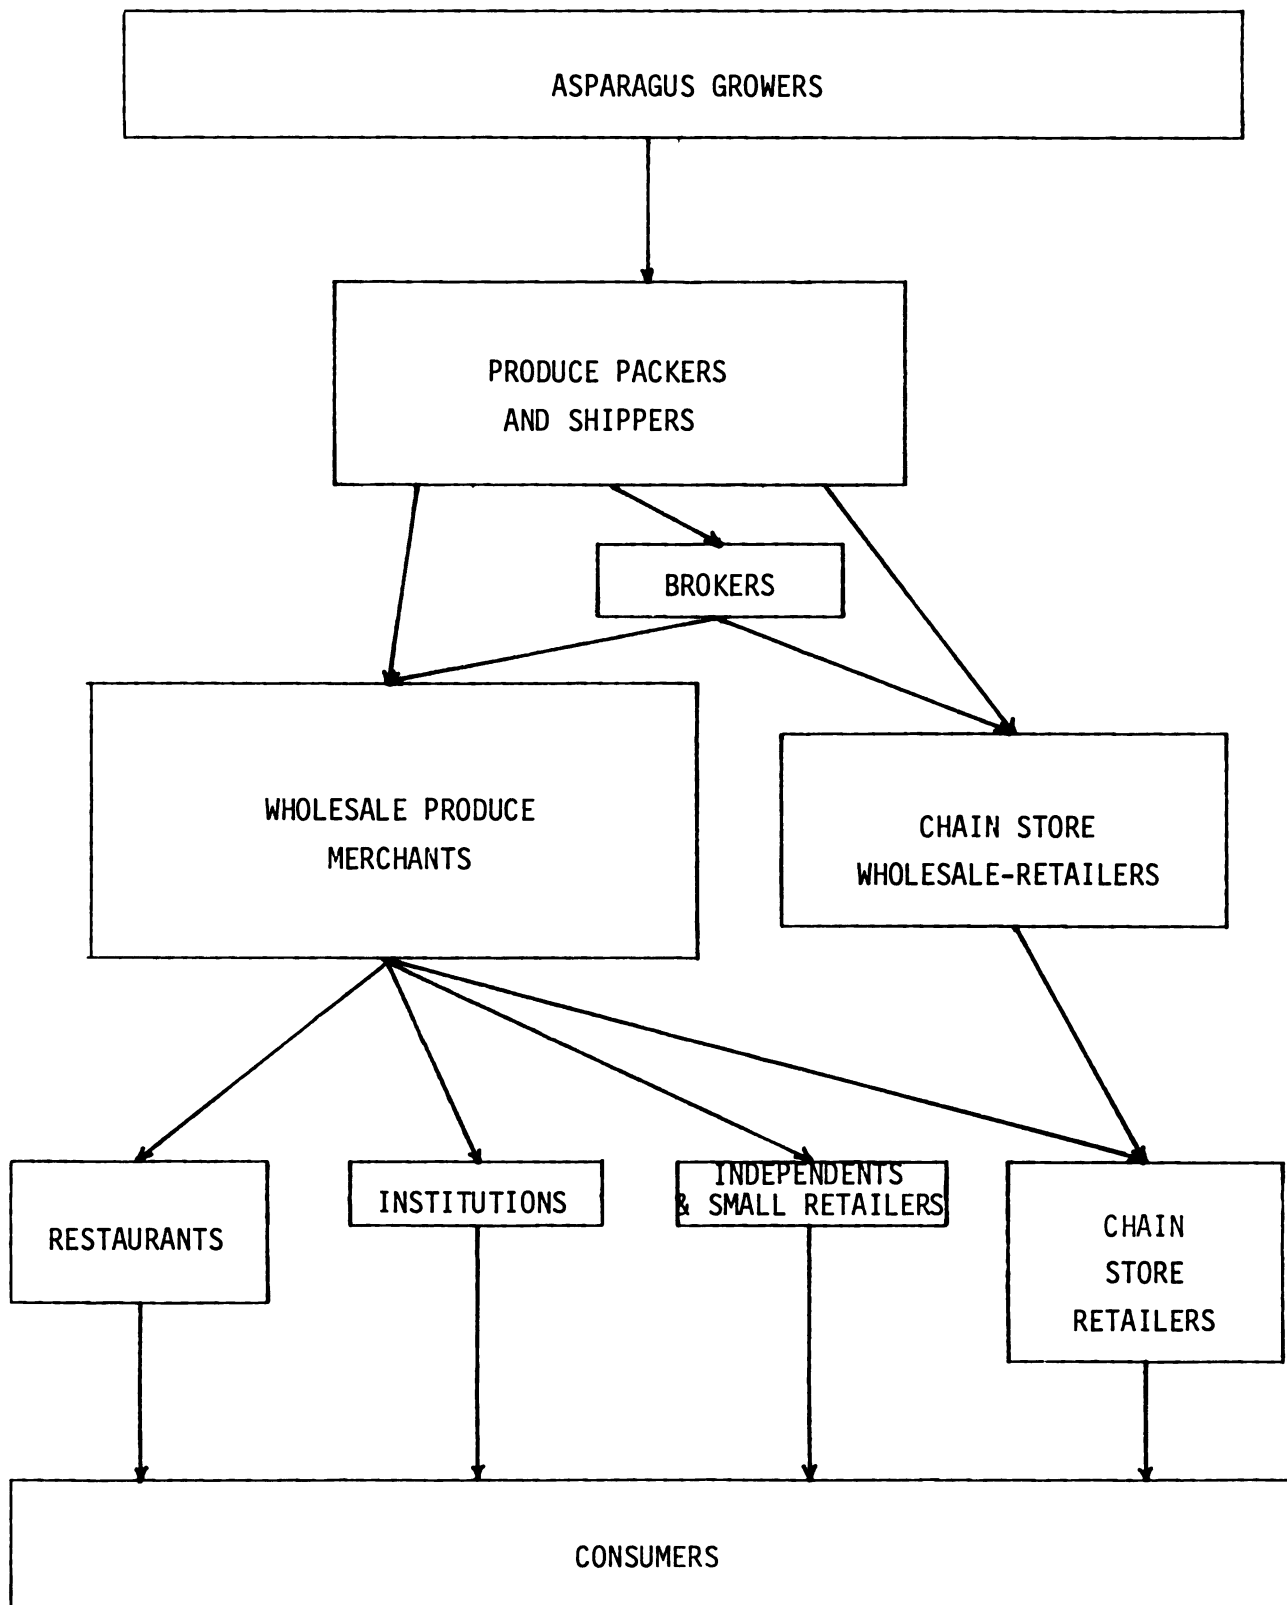 ASPARAGUS GROWERS
PRODUCE PACKERS
AND SHIPPERS
BROKERS
WHOLESALE PRODUCE
MERCHANTS
CHAIN STORE
WHOLESALE-RETAILERS
RESTAURANTS
INSTITUTIONS
INDEPENDENTS
& SMALL RETAILERS
CHAIN
STORE
RETAILERS
CONSUMERS